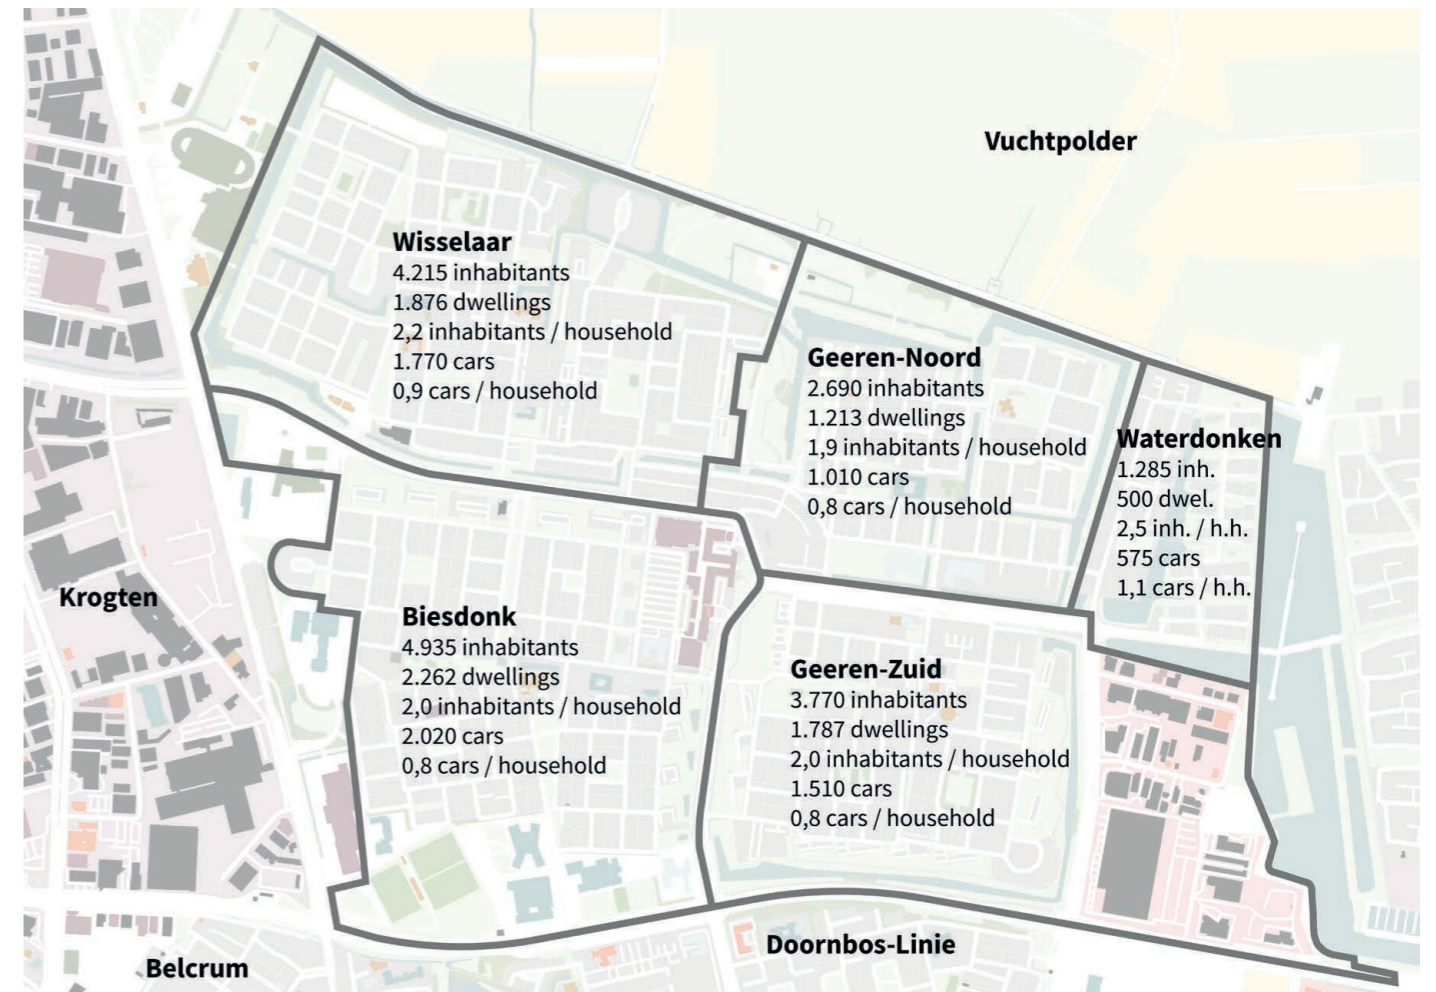 Vuchtpolder
Wisselaar
4.215 inhabitants
1.876 dwellings
2,2 inhabitants / household
1.770 cars
0,9 cars / household
Geeren-Noord
2.690 inhabitants
1.213 dwellings
1,9 inhabitants / household
1.010 cars
0,8 cars / household
Waterdonken
1.285 inh.
500 dwel.
2,5 inh. / h.h.
575 cars
1,1 cars / h.h.
Krogten
Biesdonk
4.935 inhabitants
2.262 dwellings
2,0 inhabitants / household
2.020 cars
0,8 cars / household
Geeren-Zuid
3.770 inhabitants
1.787 dwellings
2,0 inhabitants / household
1.510 cars
0,8 cars / household
Doornbos-Linie
Belcrum